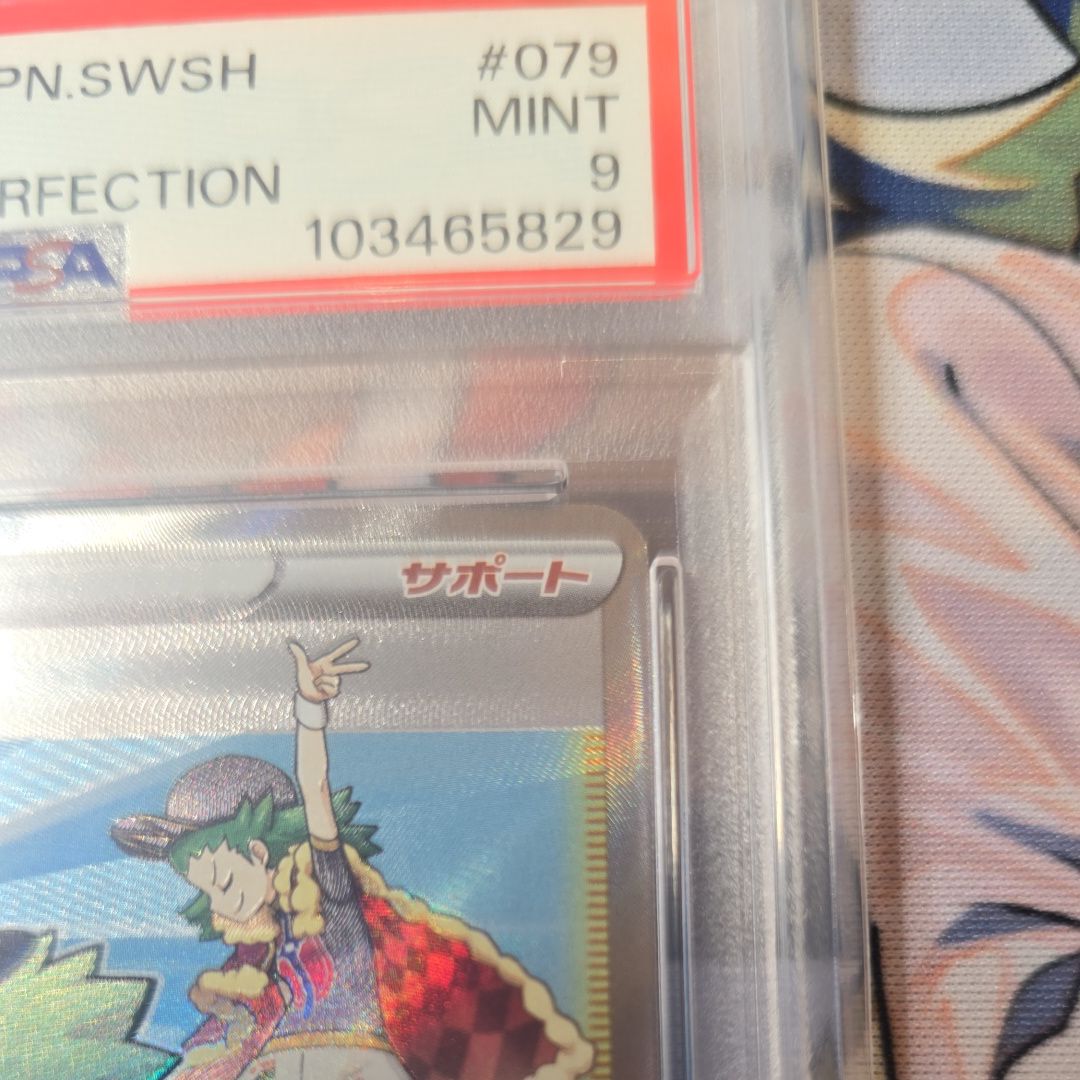 PN.SWSH #079
MINT
RFECTION 9
PSA 103465829
サポート